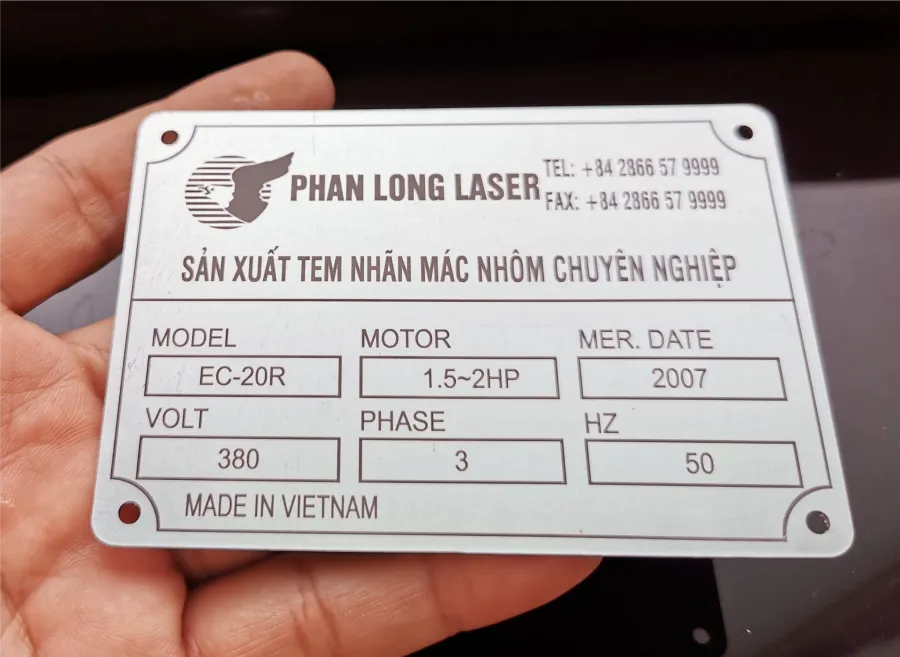 PHAN LONG LASER
TEL: +84 2866 57 9999
FAX: +84 2866 57 9999
SẢN XUẤT TEM NHÃN MÁC NHÔM CHUYÊN NGHIỆP
MODEL MOTOR MER. DATE
EC-20R 1.5~2HP 2007
VOLT PHASE HZ
380 3 50
MADE IN VIETNAM